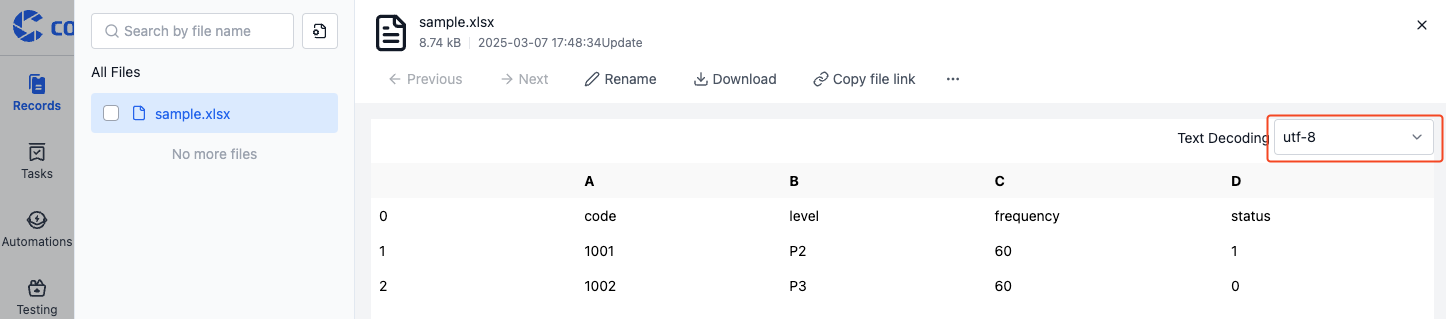 co
Records
Tasks
Automations
Testing
Search by file name
All Files
sample.xlsx
No more files
sample.xlsx
8.74 kB 2025-03-07 17:48:34Update
Previous Next Rename Download Copy file link ···
Text Decoding utf-8
A B C D
0 code level frequency status
1 1001 P2 60 1
2 1002 P3 60 0